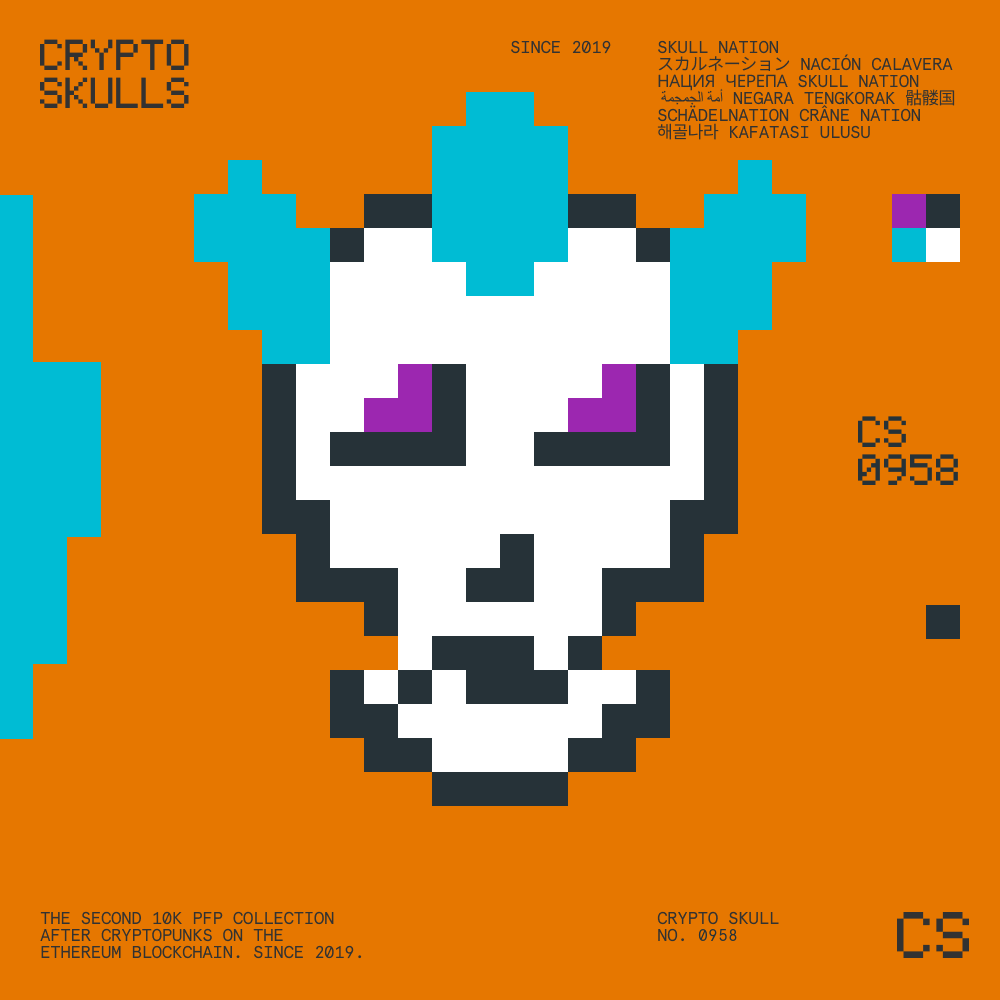 CRYPTO
SKULLS
SINCE 2019
SKULL NATION
スカルネーション NACIÓN CALAVERA
НАЦИЯ ЧЕРЕПА SKULL NATION
أمة الجمجمة NEGARA TENGKORAK 骷髅国
SCHÄDELNATION CRÂNE NATION
해골나라 KAFATASI ULUSU
CS
0958
THE SECOND 10K PFP COLLECTION
AFTER CRYPTOPUNKS ON THE
ETHEREUM BLOCKCHAIN. SINCE 2019.
CRYPTO SKULL
NO. 0958
CS